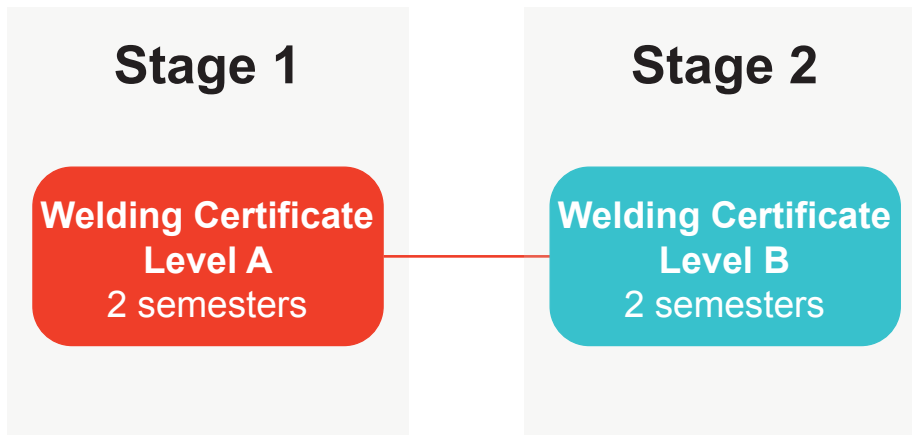 Stage 1
Welding Certificate
Level A
2 semesters
Stage 2
Welding Certificate
Level B
2 semesters